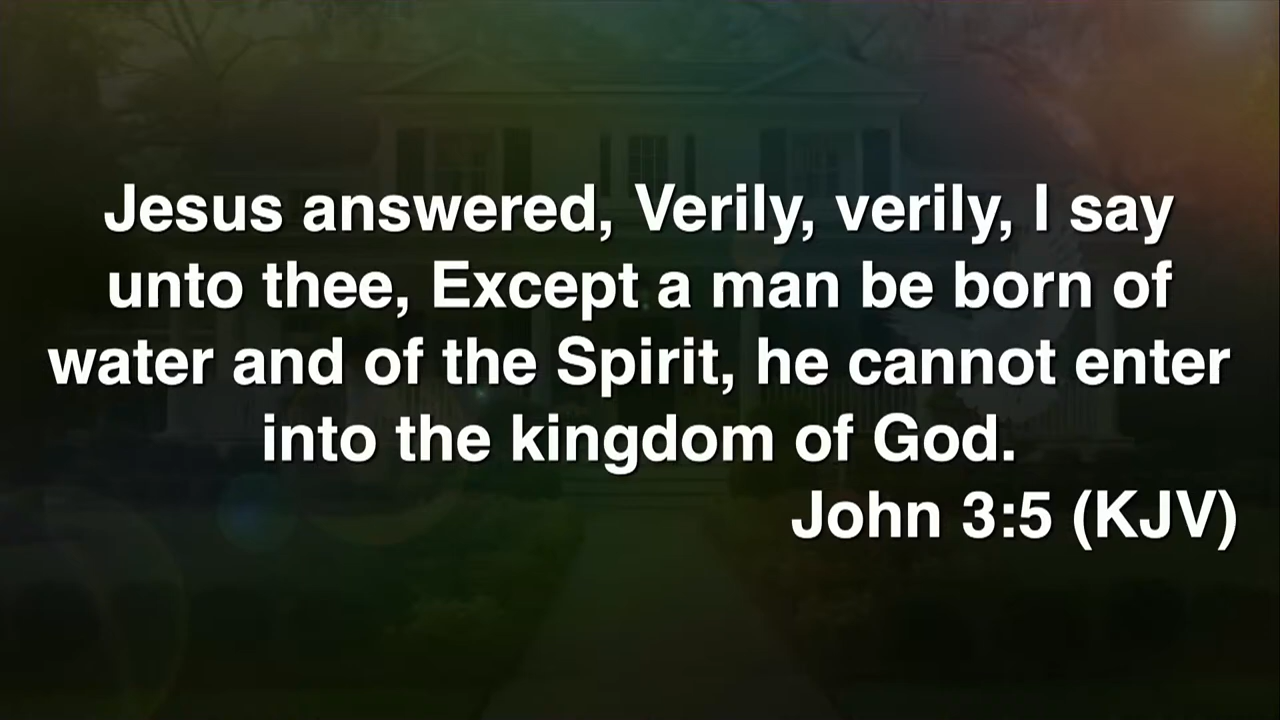 Jesus answered, Verily, verily, I say
unto thee, Except a man be born of
water and of the Spirit, he cannot enter
into the kingdom of God.
John 3:5 (KJV)